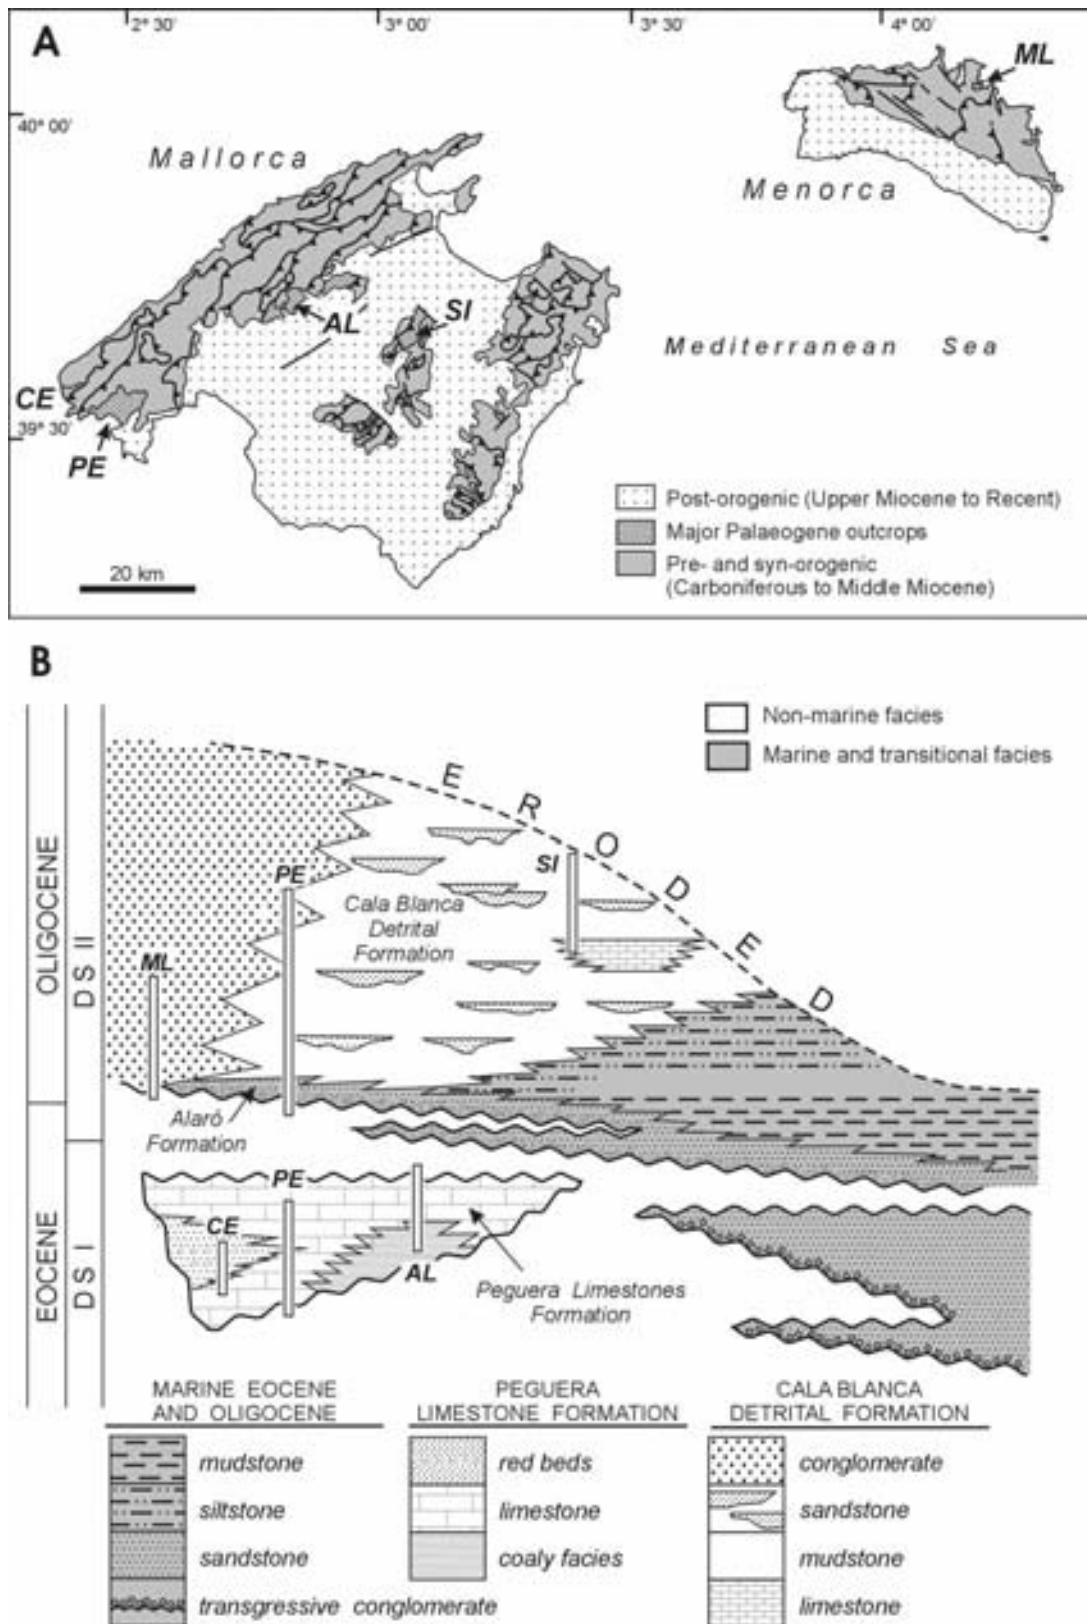 2° 30'
3° 00'
3° 30'
4° 00'
A
ML
40° 00'
Mallorca
Menorca
AL
SI
Mediterranean Sea
CE
39° 30'
PE
Post-orogenic (Upper Miocene to Recent)
Major Palaeogene outcrops
Pre- and syn-orogenic
(Carboniferous to Middle Miocene)
20 km
B
Non-marine facies
Marine and transitional facies
ERODED
OLIGOCENE
DS II
PE
SI
Cala Blanca
Detrital
Formation
ML
Alaró
Formation
EOCENE
DS I
PE
CE
AL
Peguera Limestones
Formation
MARINE EOCENE
AND OLIGOCENE
mudstone
siltstone
sandstone
transgressive conglomerate
PEGUERA
LIMESTONE FORMATION
red beds
limestone
coaly facies
CALA BLANCA
DETRITAL FORMATION
conglomerate
sandstone
mudstone
limestone